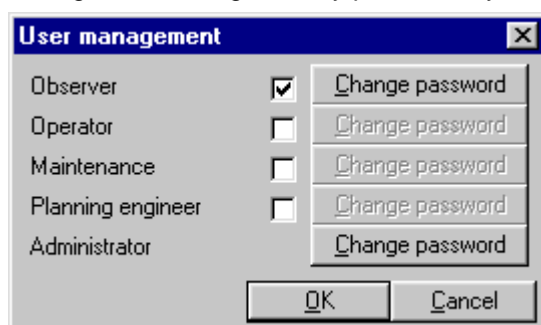 User management
Observer Change password
Operator Change password
Maintenance Change password
Planning engineer Change password
Administrator Change password
OK Cancel